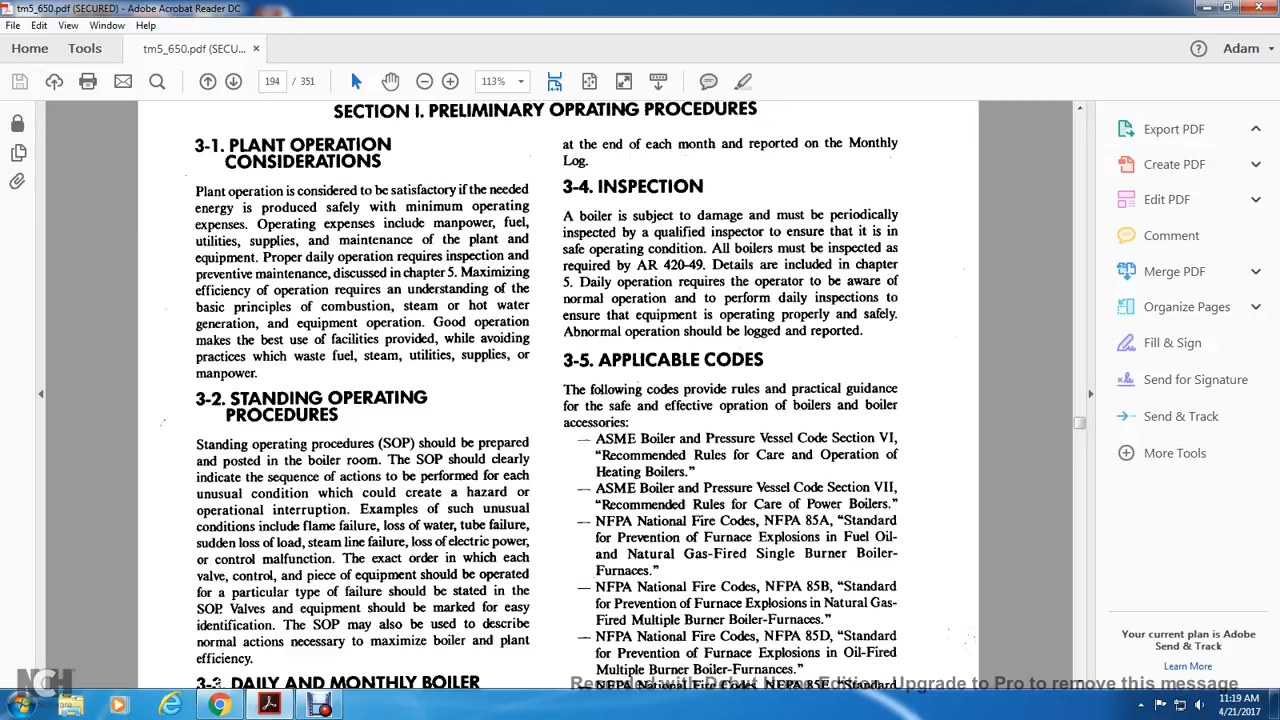 tm5_650.pdf (SECURED) - Adobe Acrobat Reader DC
File Edit View Window Help
Home Tools tm5_650.pdf (SECU... × Adam
194 / 351 113%
SECTION I. PRELIMINARY OPRATING PROCEDURES
3-1. PLANT OPERATION
CONSIDERATIONS
Plant operation is considered to be satisfactory if the needed
energy is produced safely with minimum operating
expenses. Operating expenses include manpower, fuel,
utilities, supplies, and maintenance of the plant and
equipment. Proper daily operation requires inspection and
preventive maintenance, discussed in chapter 5. Maximizing
efficiency of operation requires an understanding of the
basic principles of combustion, steam or hot water
generation, and equipment operation. Good operation
makes the best use of facilities provided, while avoiding
practices which waste fuel, steam, utilities, supplies, or
manpower.
3-2. STANDING OPERATING
PROCEDURES
Standing operating procedures (SOP) should be prepared
and posted in the boiler room. The SOP should clearly
indicate the sequence of actions to be performed for each
unusual condition which could create a hazard or
operational interruption. Examples of such unusual
conditions include flame failure, loss of water, tube failure,
sudden loss of load, steam line failure, loss of electric power,
or control malfunction. The exact order in which each
valve, control, and piece of equipment should be operated
for a particular type of failure should be stated in the
SOP. Valves and equipment should be marked for easy
identification. The SOP may also be used to describe
normal actions necessary to maximize boiler and plant
efficiency.
3-3. DAILY AND MONTHLY BOILER
at the end of each month and reported on the Monthly
Log.
3-4. INSPECTION
A boiler is subject to damage and must be periodically
inspected by a qualified inspector to ensure that it is in
safe operating condition. All boilers must be inspected as
required by AR 420-49. Details are included in chapter
5. Daily operation requires the operator to be aware of
normal operation and to perform daily inspections to
ensure that equipment is operating properly and safely.
Abnormal operation should be logged and reported.
3-5. APPLICABLE CODES
The following codes provide rules and practical guidance
for the safe and effective opration of boilers and boiler
accessories:
— ASME Boiler and Pressure Vessel Code Section VI,
“Recommended Rules for Care and Operation of
Heating Boilers.”
— ASME Boiler and Pressure Vessel Code Section VII,
“Recommended Rules for Care of Power Boilers.”
— NFPA National Fire Codes, NFPA 85A, “Standard
for Prevention of Furnace Explosions in Fuel Oil-
and Natural Gas-Fired Single Burner Boiler-
Furnaces.”
— NFPA National Fire Codes, NFPA 85B, “Standard
for Prevention of Furnace Explosions in Natural Gas-
Fired Multiple Burner Boiler-Furnaces.”
— NFPA National Fire Codes, NFPA 85D, “Standard
for Prevention of Furnace Explosions in Oil-Fired
Multiple Burner Boiler-Furnances.”
— NFPA National Fire Codes, NFPA 85E, “Standard
Export PDF
Create PDF
Edit PDF
Comment
Merge PDF
Organize Pages
Fill & Sign
Send for Signature
Send & Track
More Tools
Your current plan is Adobe
Send & Track
Learn More
Recorded with Debut Home Edition. Upgrade to Pro to remove this message
NCH
Software
11:19 AM
4/21/2017